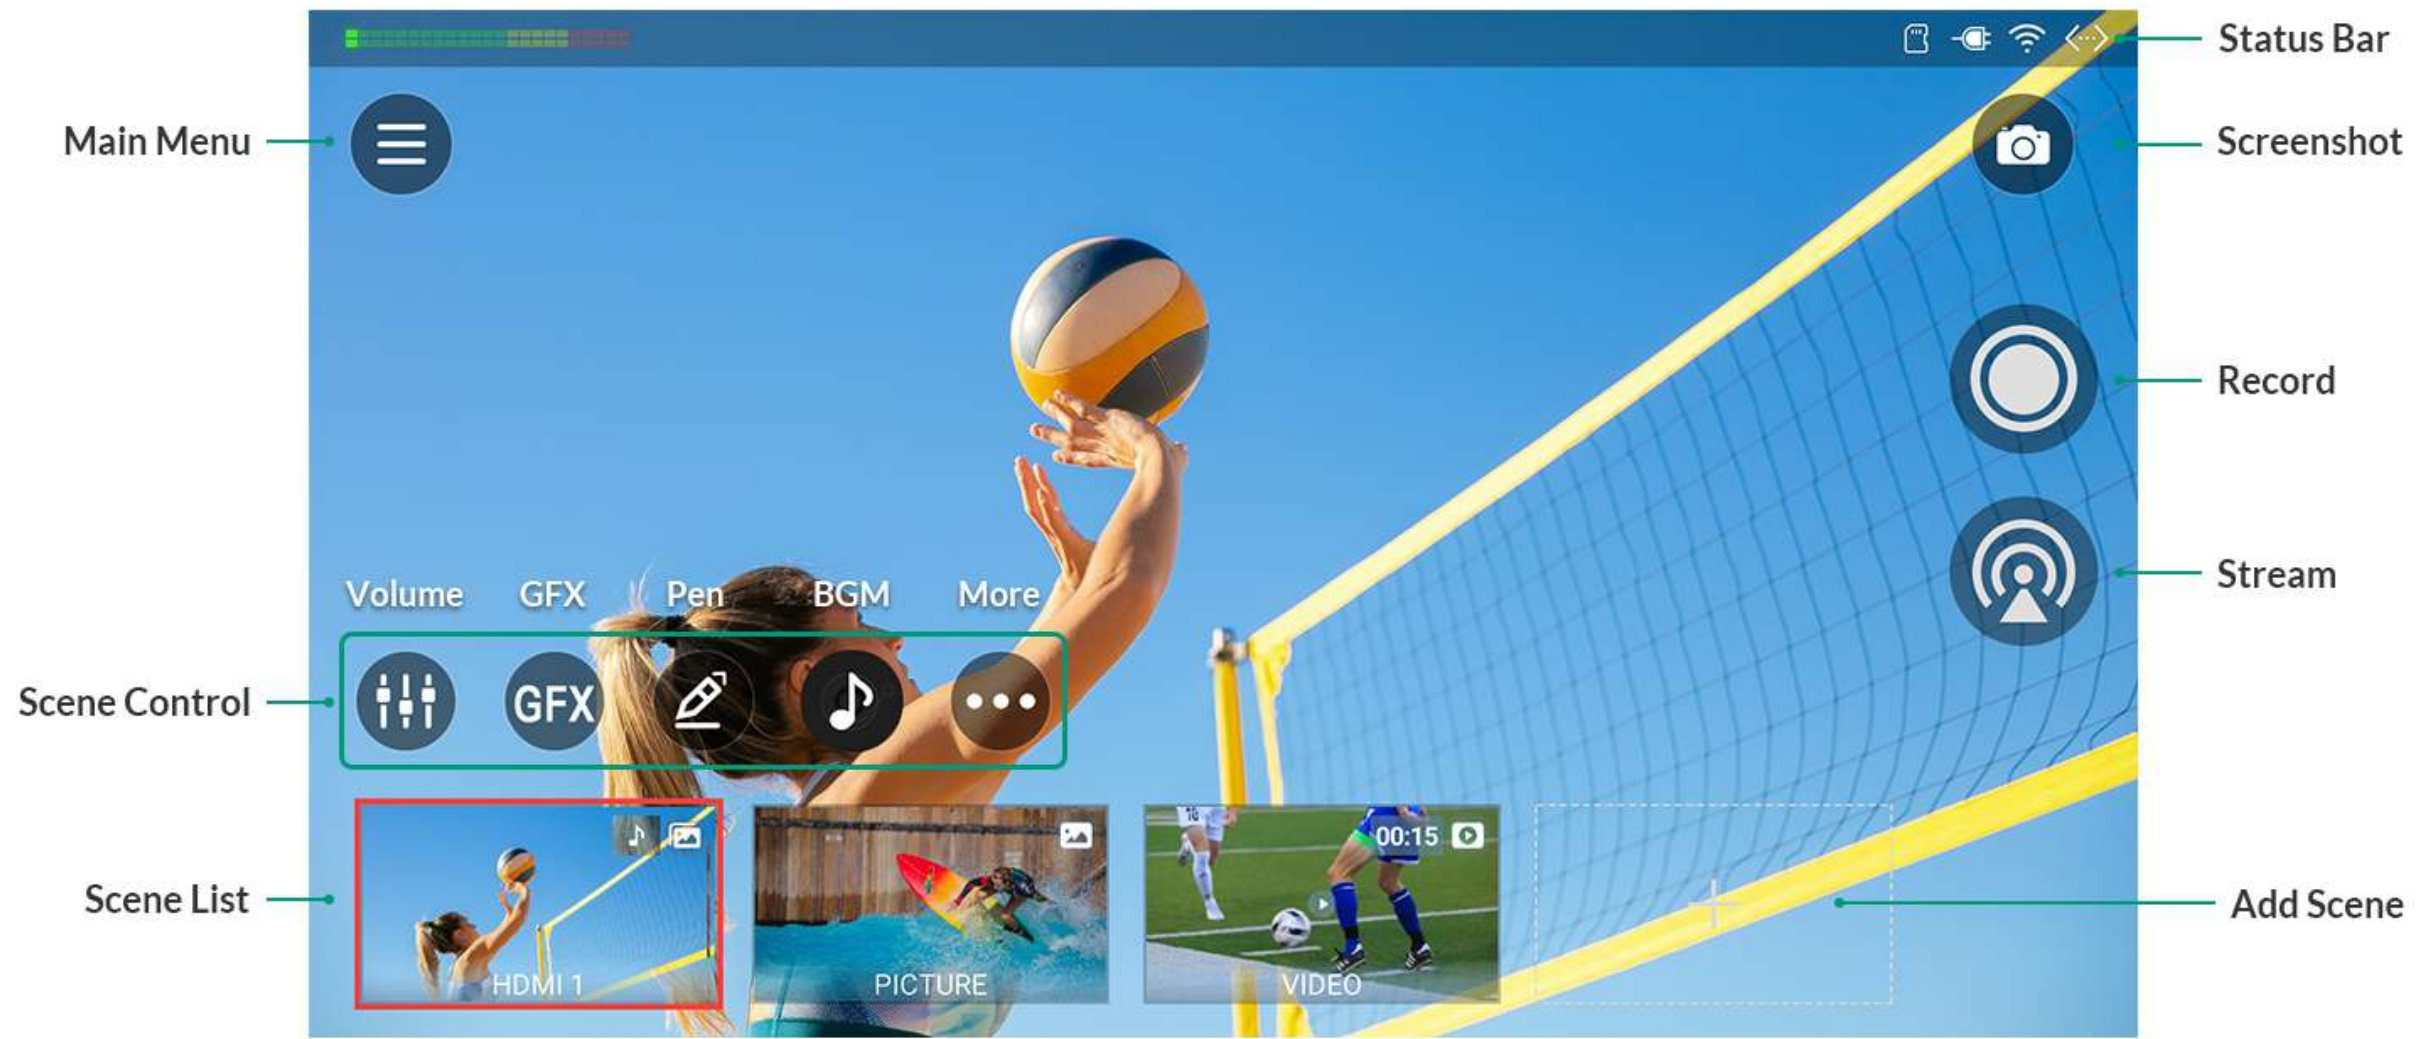 Status Bar
Main Menu
Screenshot
Record
Stream
Volume GFX Pen BGM More
Scene Control
GFX
00:15
Scene List
Add Scene
HDMI 1
PICTURE
VIDEO